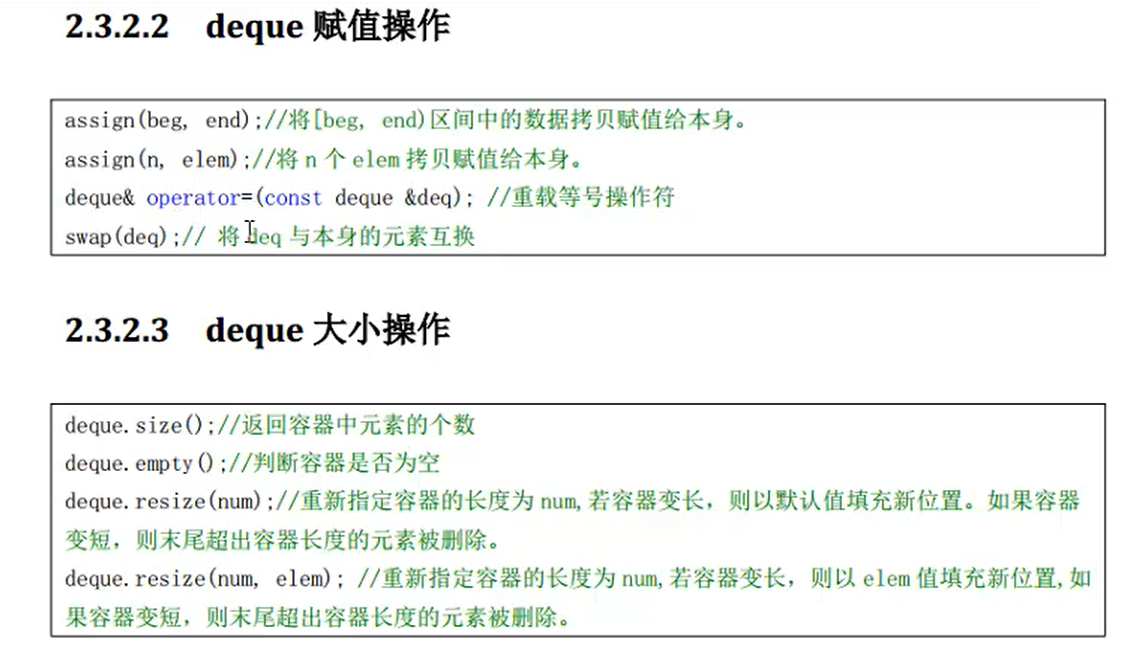 2.3.2.2 deque 赋值操作
assign(beg, end);//将[beg, end)区间中的数据拷贝赋值给本身。
assign(n, elem);//将 n 个 elem 拷贝赋值给本身。
deque& operator=(const deque &deq); //重载等号操作符
swap(deq);// 将 deq 与本身的元素互换
2.3.2.3 deque 大小操作
deque.size();//返回容器中元素的个数
deque.empty();//判断容器是否为空
deque.resize(num);//重新指定容器的长度为 num,若容器变长，则以默认值填充新位置。如果容器
变短，则末尾超出容器长度的元素被删除。
deque.resize(num, elem); //重新指定容器的长度为 num,若容器变长，则以 elem 值填充新位置,如
果容器变短，则末尾超出容器长度的元素被删除。